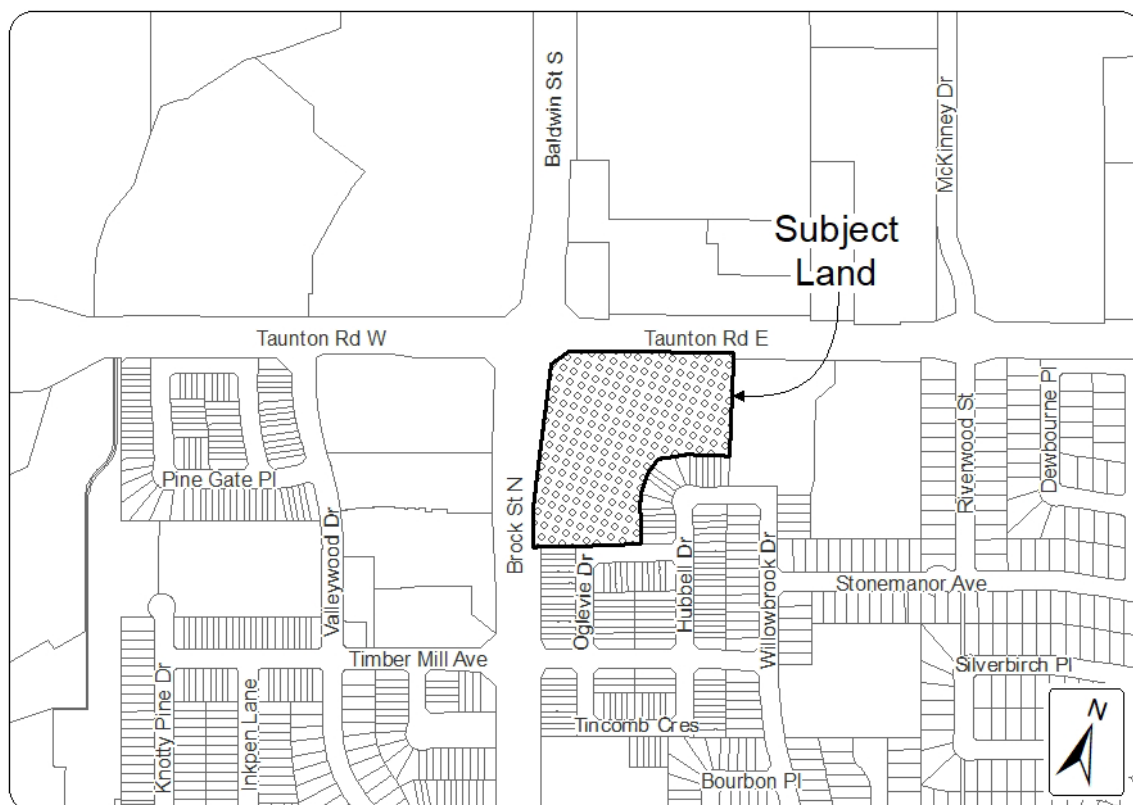 Baldwin St S
McKinney Dr
Subject
Land
Taunton Rd W
Taunton Rd E
Pine Gate Pl
Brock St N
Riverwood St
Dewbourne Pl
Valleywood Dr
Oglevie Dr
Hubbell Dr
Willowbrook Dr
Stonemanor Ave
Timber Mill Ave
Silverbirch Pl
Knotty Pine Dr
Inkpen Lane
Tincomb Cres
Bourbon Pl
N